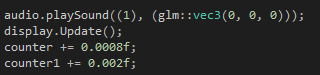 audio.playSound((1), (glm::vec3(0, 0, 0)));
display.Update();
counter += 0.0008f;
counter1 += 0.002f;